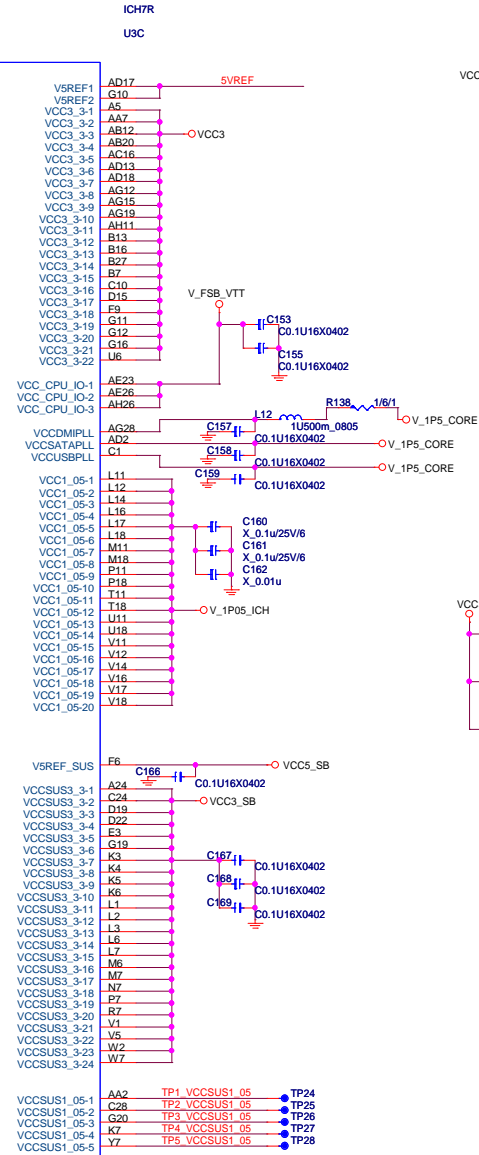 ICH7R
U3C
VCC
V5REF1 AD17 5VREF
V5REF2 G10
VCC3_3-1 A5
VCC3_3-2 AA7
VCC3_3-3 AB12 VCC3
VCC3_3-4 AB20
VCC3_3-5 AC16
VCC3_3-6 AD13
VCC3_3-7 AD18
VCC3_3-8 AG12
VCC3_3-9 AG15
VCC3_3-10 AG19
VCC3_3-11 AH11
VCC3_3-12 B13
VCC3_3-13 B16
VCC3_3-14 B27
VCC3_3-15 B7
VCC3_3-16 C10
VCC3_3-17 D15
VCC3_3-18 F9
VCC3_3-19 G11
VCC3_3-20 G12
VCC3_3-21 G16
VCC3_3-22 U6
V_FSB_VTT
C153
C0.1U16X0402
C155
C0.1U16X0402
VCC_CPU_IO-1 AE23
VCC_CPU_IO-2 AE26
VCC_CPU_IO-3 AH26
R138 1/6/1
VCCDMIPLL AG28 C157 L12 1U500m_0805 V_1P5_CORE
C0.1U16X0402
VCCSATAPLL AD2 C158 V_1P5_CORE
C0.1U16X0402
VCCUSBPLL C1 C159 V_1P5_CORE
C0.1U16X0402
VCC1_05-1 L11
VCC1_05-2 L12
VCC1_05-3 L14
VCC1_05-4 L16
VCC1_05-5 L17
VCC1_05-6 L18
VCC1_05-7 M11
VCC1_05-8 M18
VCC1_05-9 P11
VCC1_05-10 P18
VCC1_05-11 T11
VCC1_05-12 T18 V_1P05_ICH
VCC1_05-13 U11
VCC1_05-14 U18
VCC1_05-15 V11
VCC1_05-16 V12
VCC1_05-17 V14
VCC1_05-18 V16
VCC1_05-19 V17
VCC1_05-20 V18
C160
X_0.1u/25V/6
C161
X_0.1u/25V/6
C162
X_0.01u
VCC
V5REF_SUS F6 VCC5_SB
C166
C0.1U16X0402
VCCSUS3_3-1 A24
VCCSUS3_3-2 C24 VCC3_SB
VCCSUS3_3-3 D19
VCCSUS3_3-4 D22
VCCSUS3_3-5 E3
VCCSUS3_3-6 G19
VCCSUS3_3-7 K3
VCCSUS3_3-8 K4
VCCSUS3_3-9 K5
VCCSUS3_3-10 K6
VCCSUS3_3-11 L1
VCCSUS3_3-12 L2
VCCSUS3_3-13 L3
VCCSUS3_3-14 L6
VCCSUS3_3-15 L7
VCCSUS3_3-16 M6
VCCSUS3_3-17 M7
VCCSUS3_3-18 N7
VCCSUS3_3-19 P7
VCCSUS3_3-20 R7
VCCSUS3_3-21 V1
VCCSUS3_3-22 V5
VCCSUS3_3-23 W2
VCCSUS3_3-24 W7
C167
C0.1U16X0402
C168
C0.1U16X0402
C169
C0.1U16X0402
VCCSUS1_05-1 AA2 TP1_VCCSUS1_05 TP24
VCCSUS1_05-2 C28 TP2_VCCSUS1_05 TP25
VCCSUS1_05-3 G20 TP3_VCCSUS1_05 TP26
VCCSUS1_05-4 K7 TP4_VCCSUS1_05 TP27
VCCSUS1_05-5 Y7 TP5_VCCSUS1_05 TP28